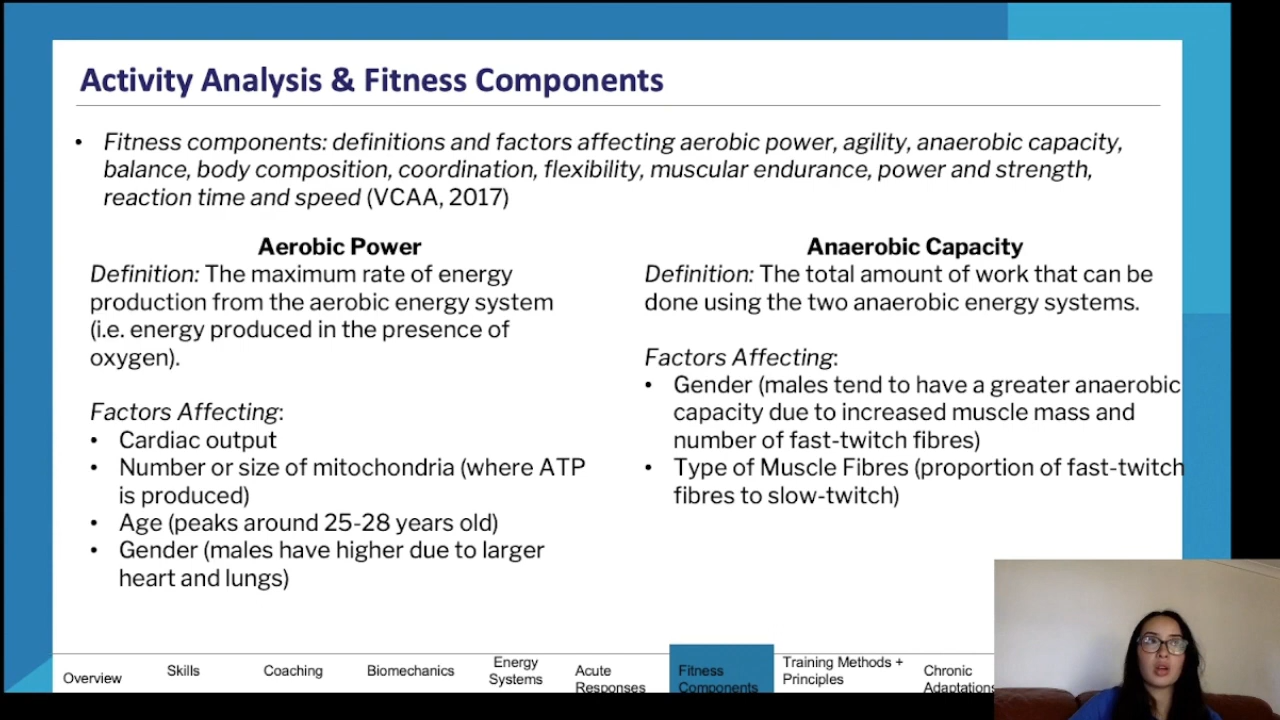 Activity Analysis & Fitness Components
• Fitness components: definitions and factors affecting aerobic power, agility, anaerobic capacity,
balance, body composition, coordination, flexibility, muscular endurance, power and strength,
reaction time and speed (VCAA, 2017)
Aerobic Power
Definition: The maximum rate of energy
production from the aerobic energy system
(i.e. energy produced in the presence of
oxygen).
Factors Affecting:
• Cardiac output
• Number or size of mitochondria (where ATP
is produced)
• Age (peaks around 25-28 years old)
• Gender (males have higher due to larger
heart and lungs)
Anaerobic Capacity
Definition: The total amount of work that can be
done using the two anaerobic energy systems.
Factors Affecting:
• Gender (males tend to have a greater anaerobic
capacity due to increased muscle mass and
number of fast-twitch fibres)
• Type of Muscle Fibres (proportion of fast-twitch
fibres to slow-twitch)
Overview
Skills
Coaching
Biomechanics
Energy
Systems
Acute
Responses
Fitness
Components
Training Methods +
Principles
Chronic
Adaptations